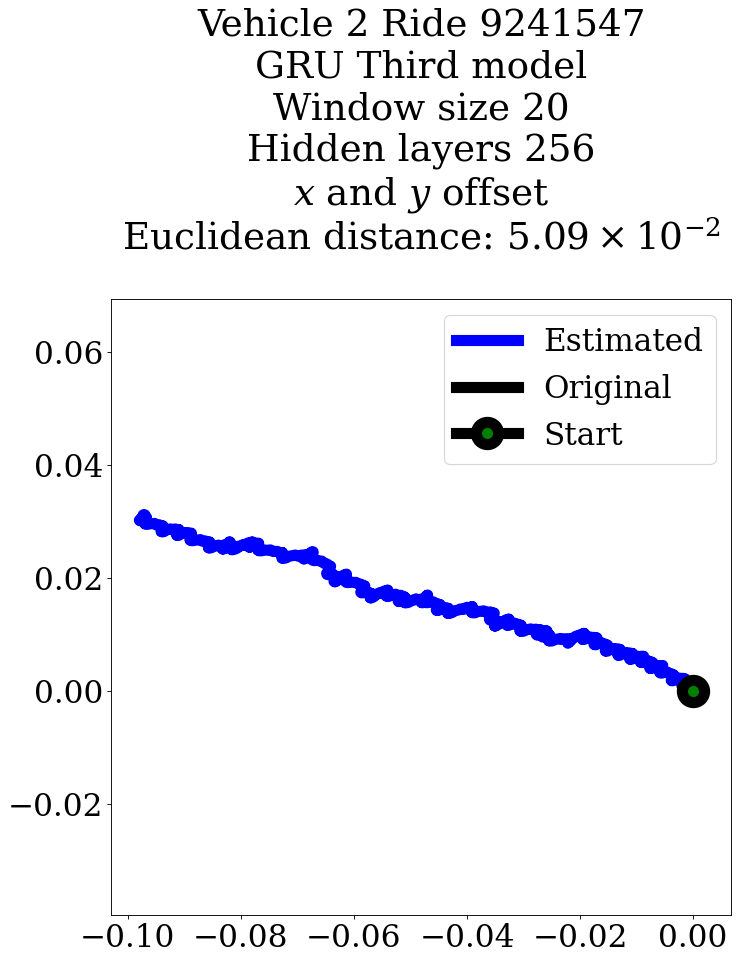 Vehicle 2 Ride 9241547
GRU Third model
Window size 20
Hidden layers 256
x and y offset
Euclidean distance: 5.09 × 10⁻²
Estimated
Original
Start
0.06
0.04
0.02
0.00
−0.02
−0.10 −0.08 −0.06 −0.04 −0.02 0.00